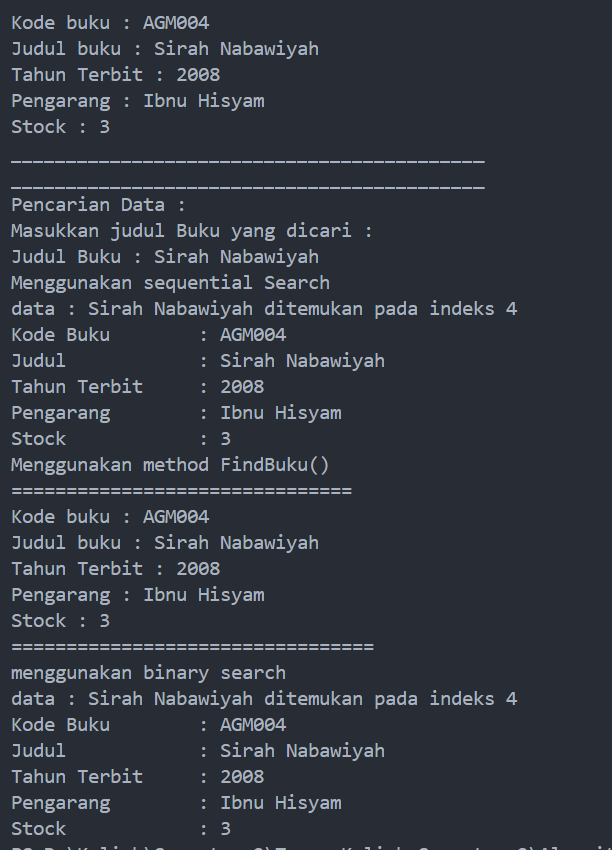 Kode buku : AGM004
Judul buku : Sirah Nabawiyah
Tahun Terbit : 2008
Pengarang : Ibnu Hisyam
Stock : 3
___________________________________________
___________________________________________
Pencarian Data :
Masukkan judul Buku yang dicari :
Judul Buku : Sirah Nabawiyah
Menggunakan sequential Search
data : Sirah Nabawiyah ditemukan pada indeks 4
Kode Buku        : AGM004
Judul            : Sirah Nabawiyah
Tahun Terbit     : 2008
Pengarang        : Ibnu Hisyam
Stock            : 3
Menggunakan method FindBuku()
===============================
Kode buku : AGM004
Judul buku : Sirah Nabawiyah
Tahun Terbit : 2008
Pengarang : Ibnu Hisyam
Stock : 3
=================================
menggunakan binary search
data : Sirah Nabawiyah ditemukan pada indeks 4
Kode Buku        : AGM004
Judul            : Sirah Nabawiyah
Tahun Terbit     : 2008
Pengarang        : Ibnu Hisyam
Stock            : 3